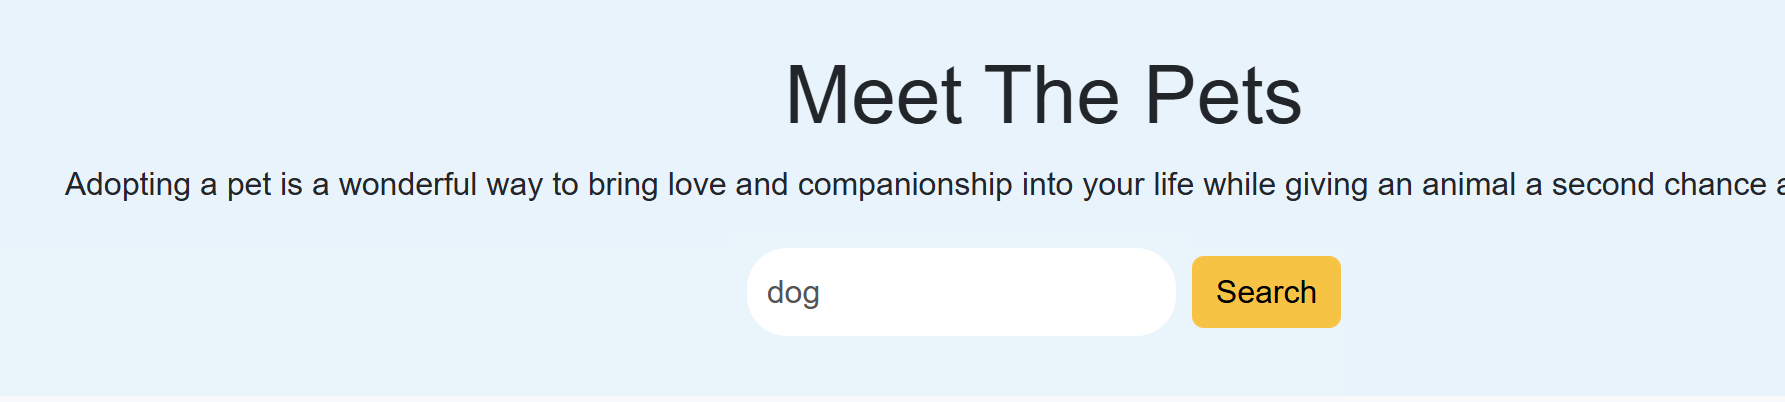 Meet The Pets
Adopting a pet is a wonderful way to bring love and companionship into your life while giving an animal a second chance
dog
Search